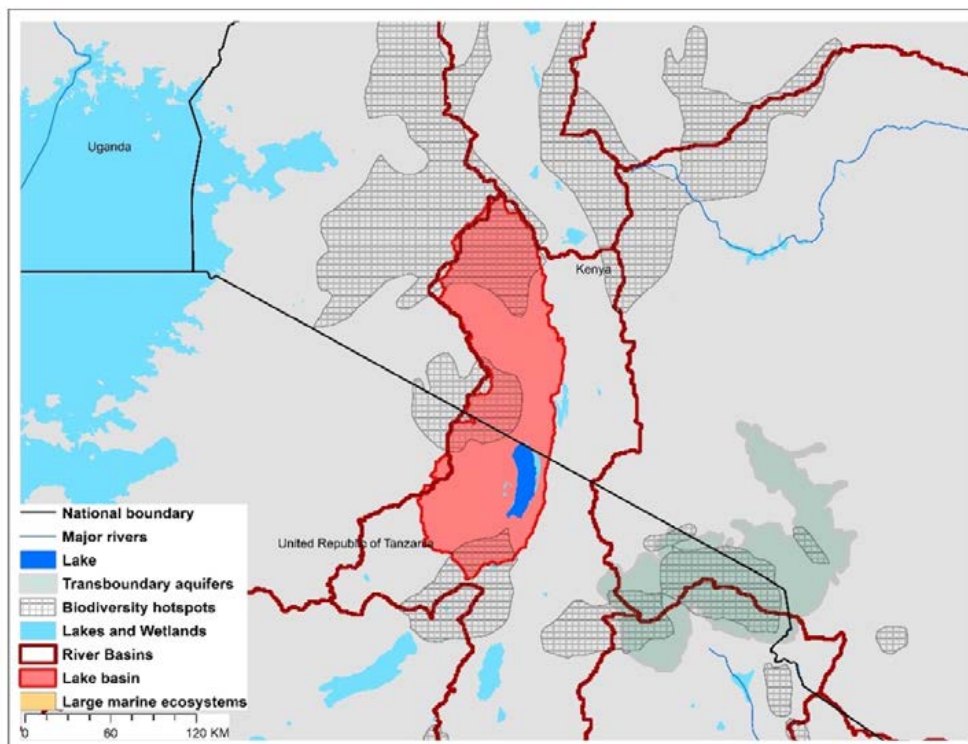 Uganda
Kenya
United Republic of Tanzania
National boundary
Major rivers
Lake
Transboundary aquifers
Biodiversity hotspots
Lakes and Wetlands
River Basins
Lake basin
Large marine ecosystems
0 60 120 KM